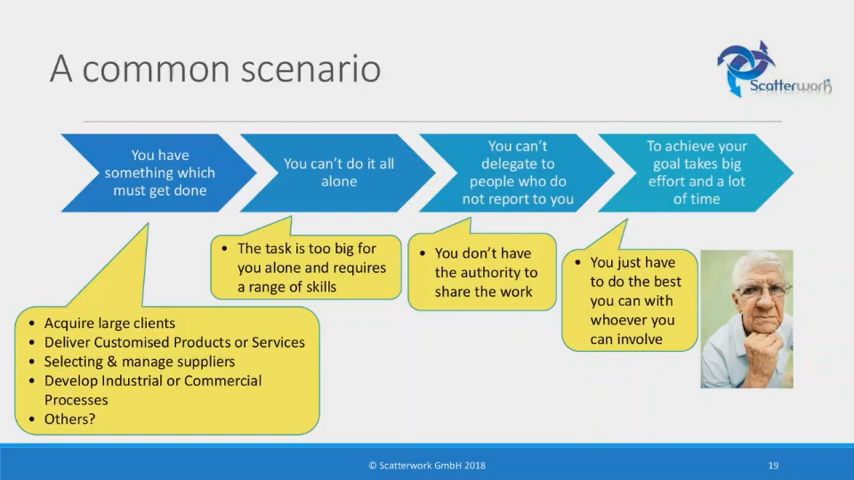 A common scenario
Scatterwork
You have
something which
must get done
You can't do it all
alone
You can't
delegate to
people who do
not report to you
To achieve your
goal takes big
effort and a lot
of time
• The task is too big for
you alone and requires
a range of skills
• You don't have
the authority to
share the work
• You just have
to do the best
you can with
whoever you
can involve
• Acquire large clients
• Deliver Customised Products or Services
• Selecting & manage suppliers
• Develop Industrial or Commercial
Processes
• Others?
© Scatterwork GmbH 2018
19